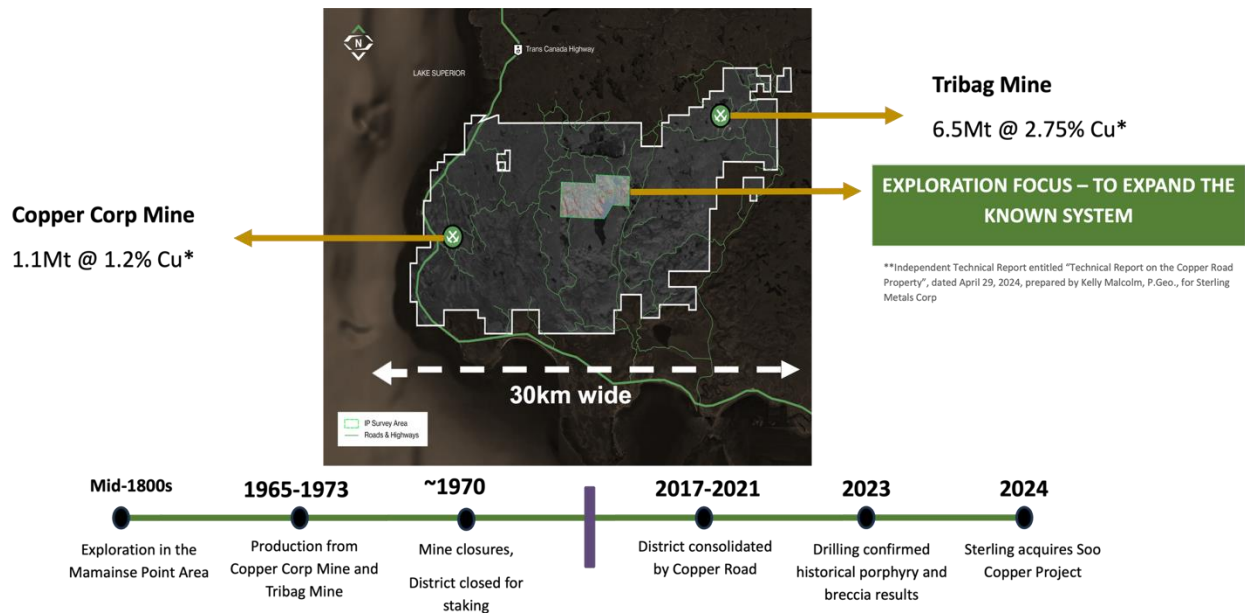 N
Trans Canada Highway
LAKE SUPERIOR
Tribag Mine
6.5Mt @ 2.75% Cu*
EXPLORATION FOCUS – TO EXPAND THE
KNOWN SYSTEM
Copper Corp Mine
1.1Mt @ 1.2% Cu*
**Independent Technical Report entitled "Technical Report on the Copper Road
Property", dated April 29, 2024, prepared by Kelly Malcolm, P.Geo., for Sterling
Metals Corp
30km wide
IP Survey Area
Roads & Highways
Mid-1800s
Exploration in the
Mamainse Point Area
1965-1973
Production from
Copper Corp Mine and
Tribag Mine
~1970
Mine closures,
District closed for
staking
2017-2021
District consolidated
by Copper Road
2023
Drilling confirmed
historical porphyry and
breccia results
2024
Sterling acquires Soo
Copper Project